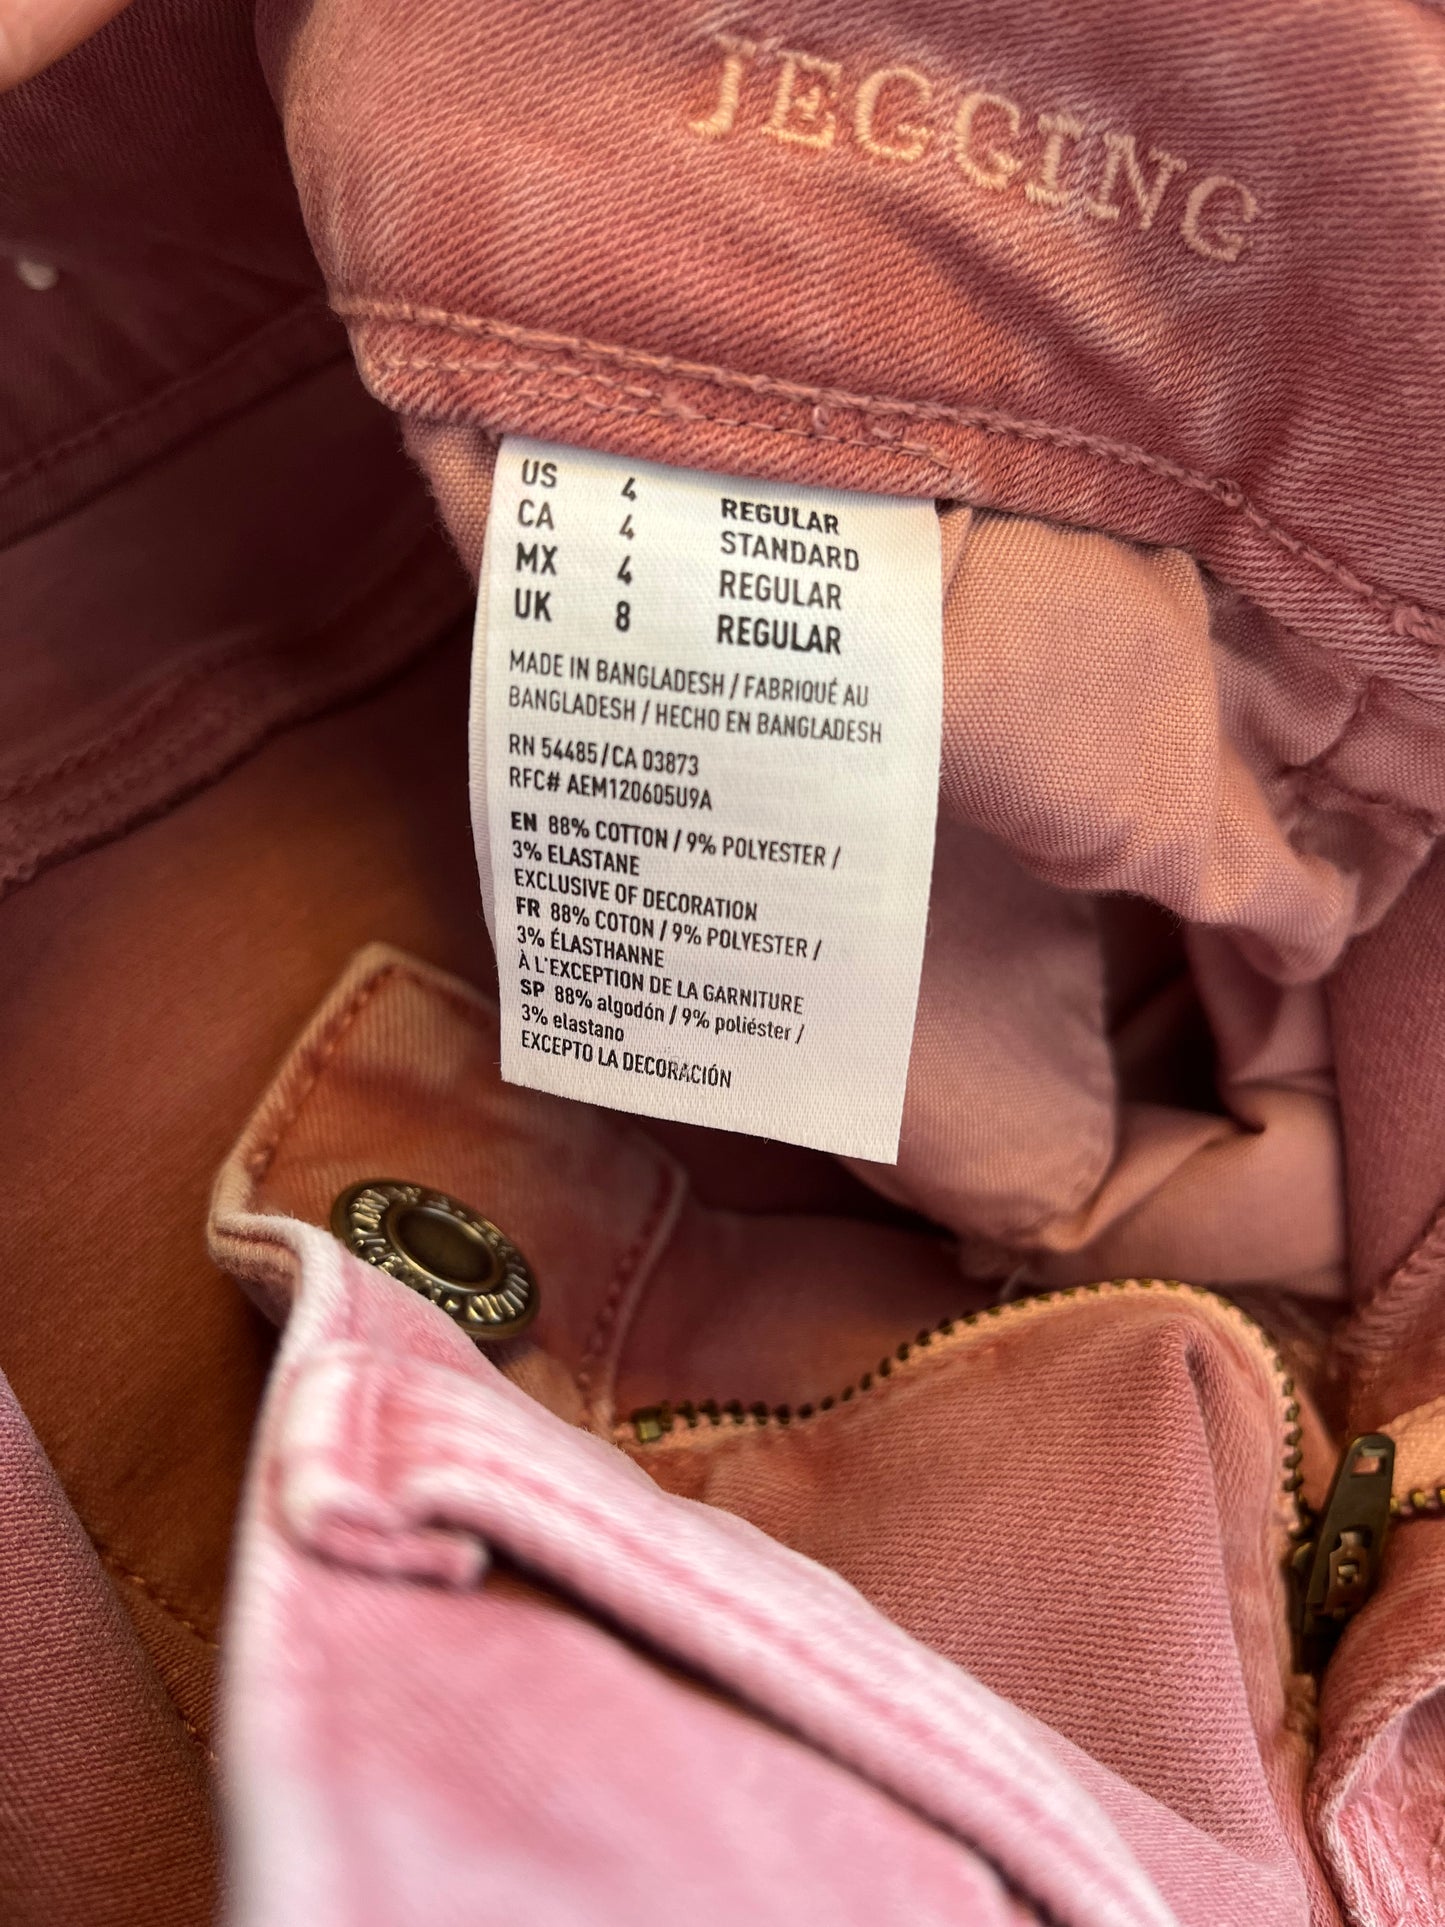 JEGGING
US 4 REGULAR
CA 4 STANDARD
MX 4 REGULAR
UK 8 REGULAR
MADE IN BANGLADESH / FABRIQUÉ AU
BANGLADESH / HECHO EN BANGLADESH
RN 54485/CA 03873
RFC# AEM120605U9A
EN 88% COTTON / 9% POLYESTER /
3% ELASTANE
EXCLUSIVE OF DECORATION
FR 88% COTON / 9% POLYESTER /
3% ÉLASTHANNE
À L'EXCEPTION DE LA GARNITURE
SP 88% algodón / 9% poliéster /
3% elastano
EXCEPTO LA DECORACIÓN